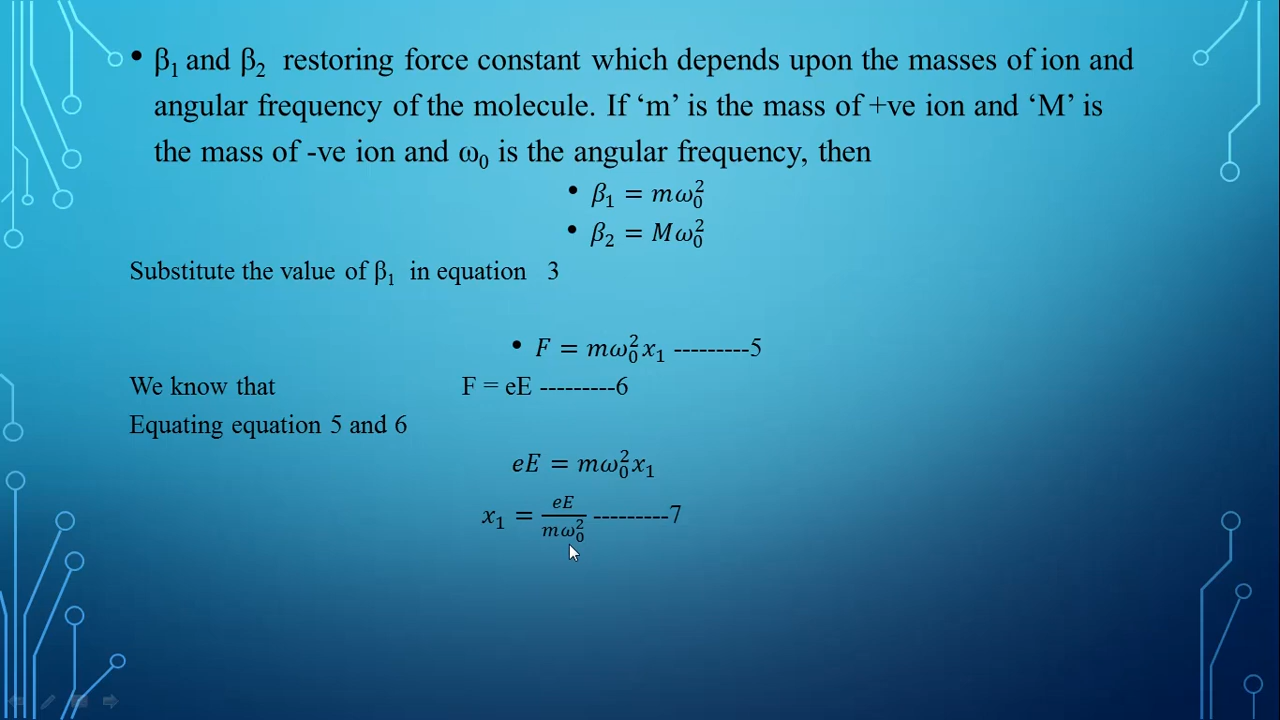 • β₁ and β₂ restoring force constant which depends upon the masses of ion and
angular frequency of the molecule. If ‘m’ is the mass of +ve ion and ‘M’ is
the mass of -ve ion and ω₀ is the angular frequency, then
• 𝛽₁ = 𝑚𝜔₀²
• 𝛽₂ = 𝑀𝜔₀²
Substitute the value of β₁ in equation 3
• 𝐹 = 𝑚𝜔₀²𝑥₁ ---------5
We know that F = eE ---------6
Equating equation 5 and 6
𝑒𝐸 = 𝑚𝜔₀²𝑥₁
𝑥₁ = 𝑒𝐸/𝑚𝜔₀² ---------7